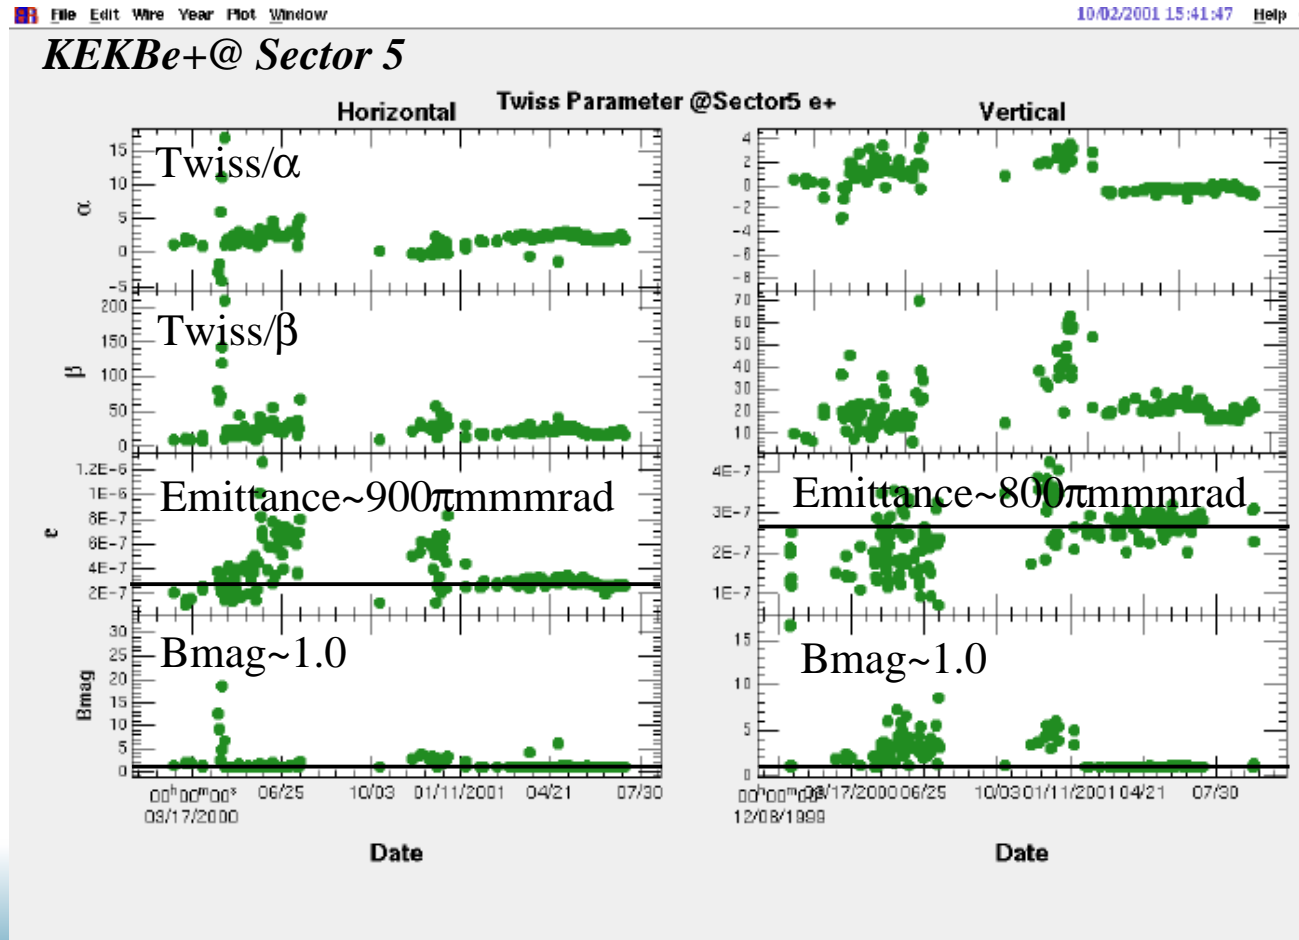 File Edit Wire Year Plot Window 10/02/2001 15:41:47 Help
KEKBe+@ Sector 5
Twiss Parameter @Sector5 e+
Horizontal
Vertical
Twiss/α
α
15
10
5
0
-5
4
2
0
-2
-4
-6
-8
Twiss/β
β
200
150
100
50
0
70
60
50
40
30
20
10
Emittance~900πmmmrad
Emittance~800πmmmrad
ε
1.2E-6
1E-6
8E-7
6E-7
4E-7
2E-7
4E-7
3E-7
2E-7
1E-7
Bmag~1.0
Bmag~1.0
Bmag
30
25
20
15
10
5
0
15
10
5
0
00h00m00s 06/25 10/03 01/11/2001 04/21 07/30
03/17/2000
00h00m0s 03/17/2000 06/25 10/03 01/11/2001 04/21 07/30
12/08/1999
Date
Date